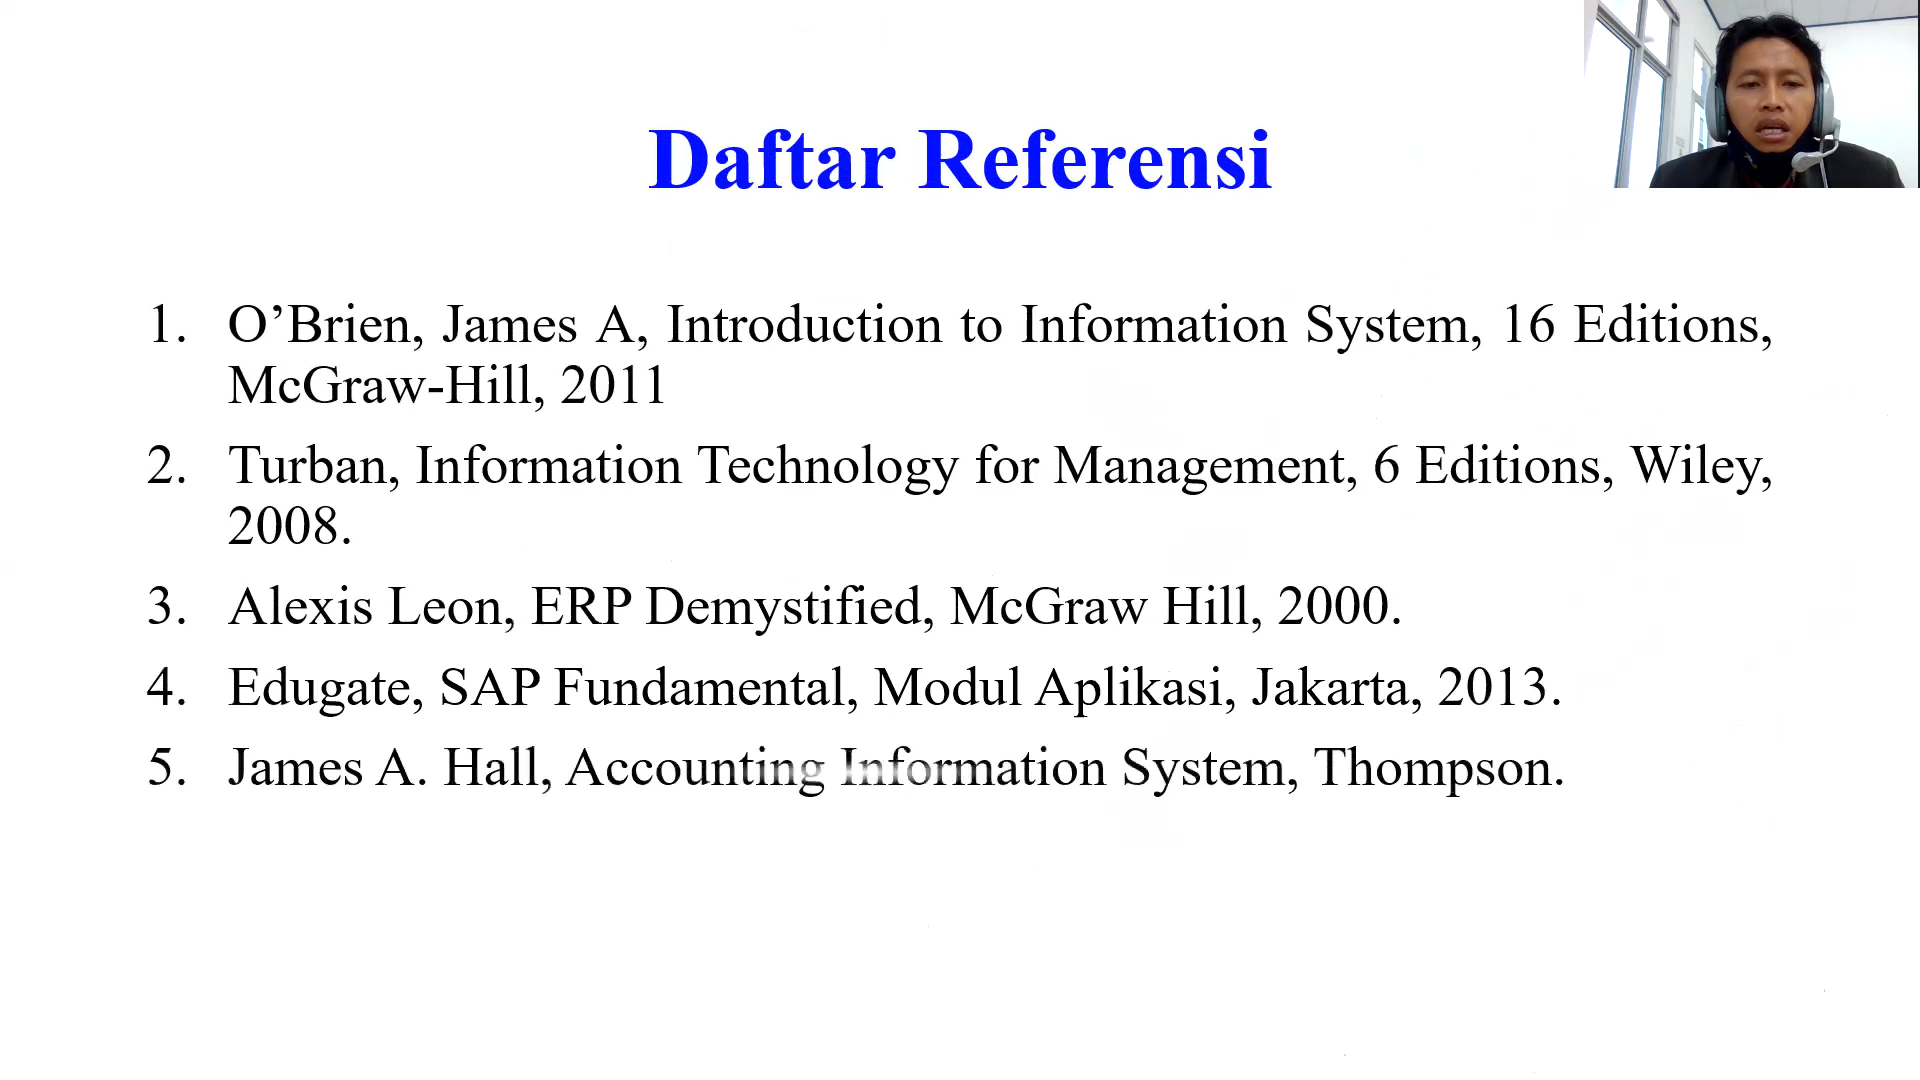 Daftar Referensi
1. O’Brien, James A, Introduction to Information System, 16 Editions,
McGraw-Hill, 2011
2. Turban, Information Technology for Management, 6 Editions, Wiley,
2008.
3. Alexis Leon, ERP Demystified, McGraw Hill, 2000.
4. Edugate, SAP Fundamental, Modul Aplikasi, Jakarta, 2013.
5. James A. Hall, Accounting Information System, Thompson.